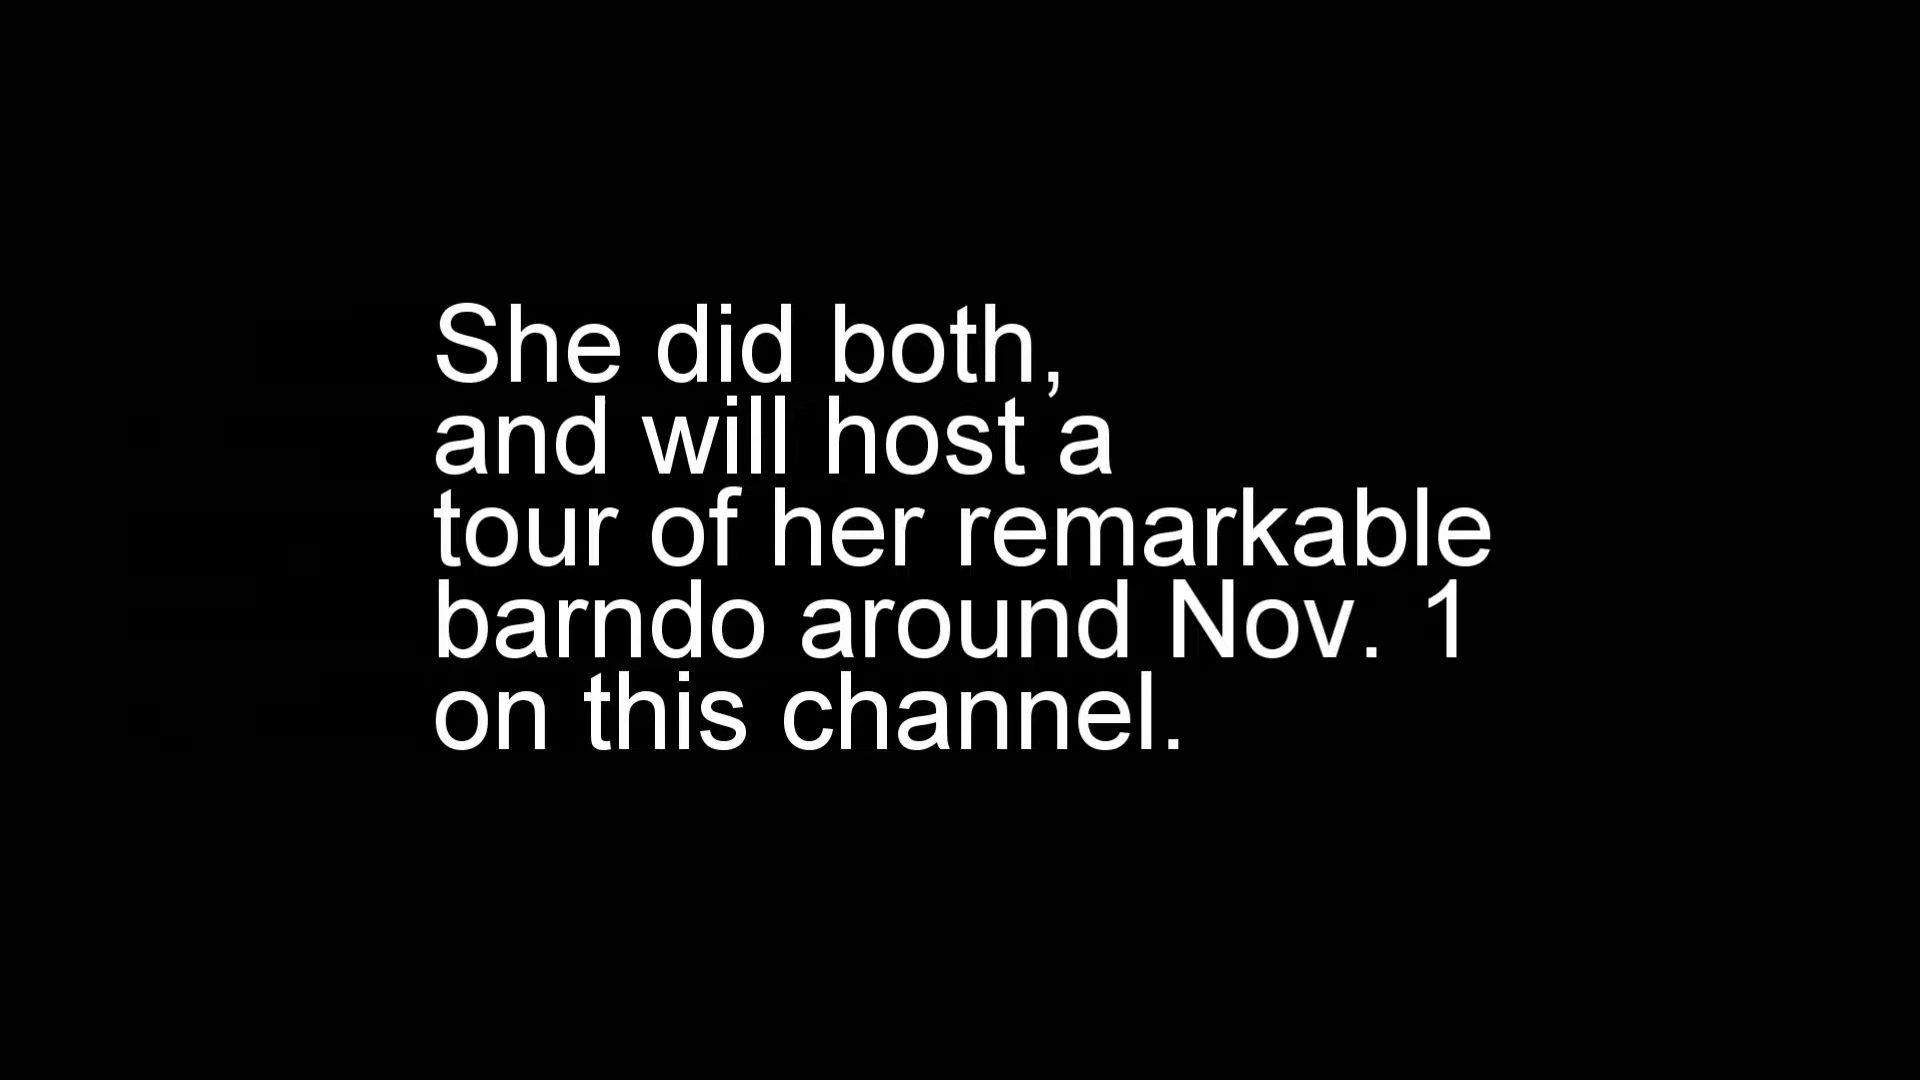 She did both,
and will host a
tour of her remarkable
barndo around Nov. 1
on this channel.